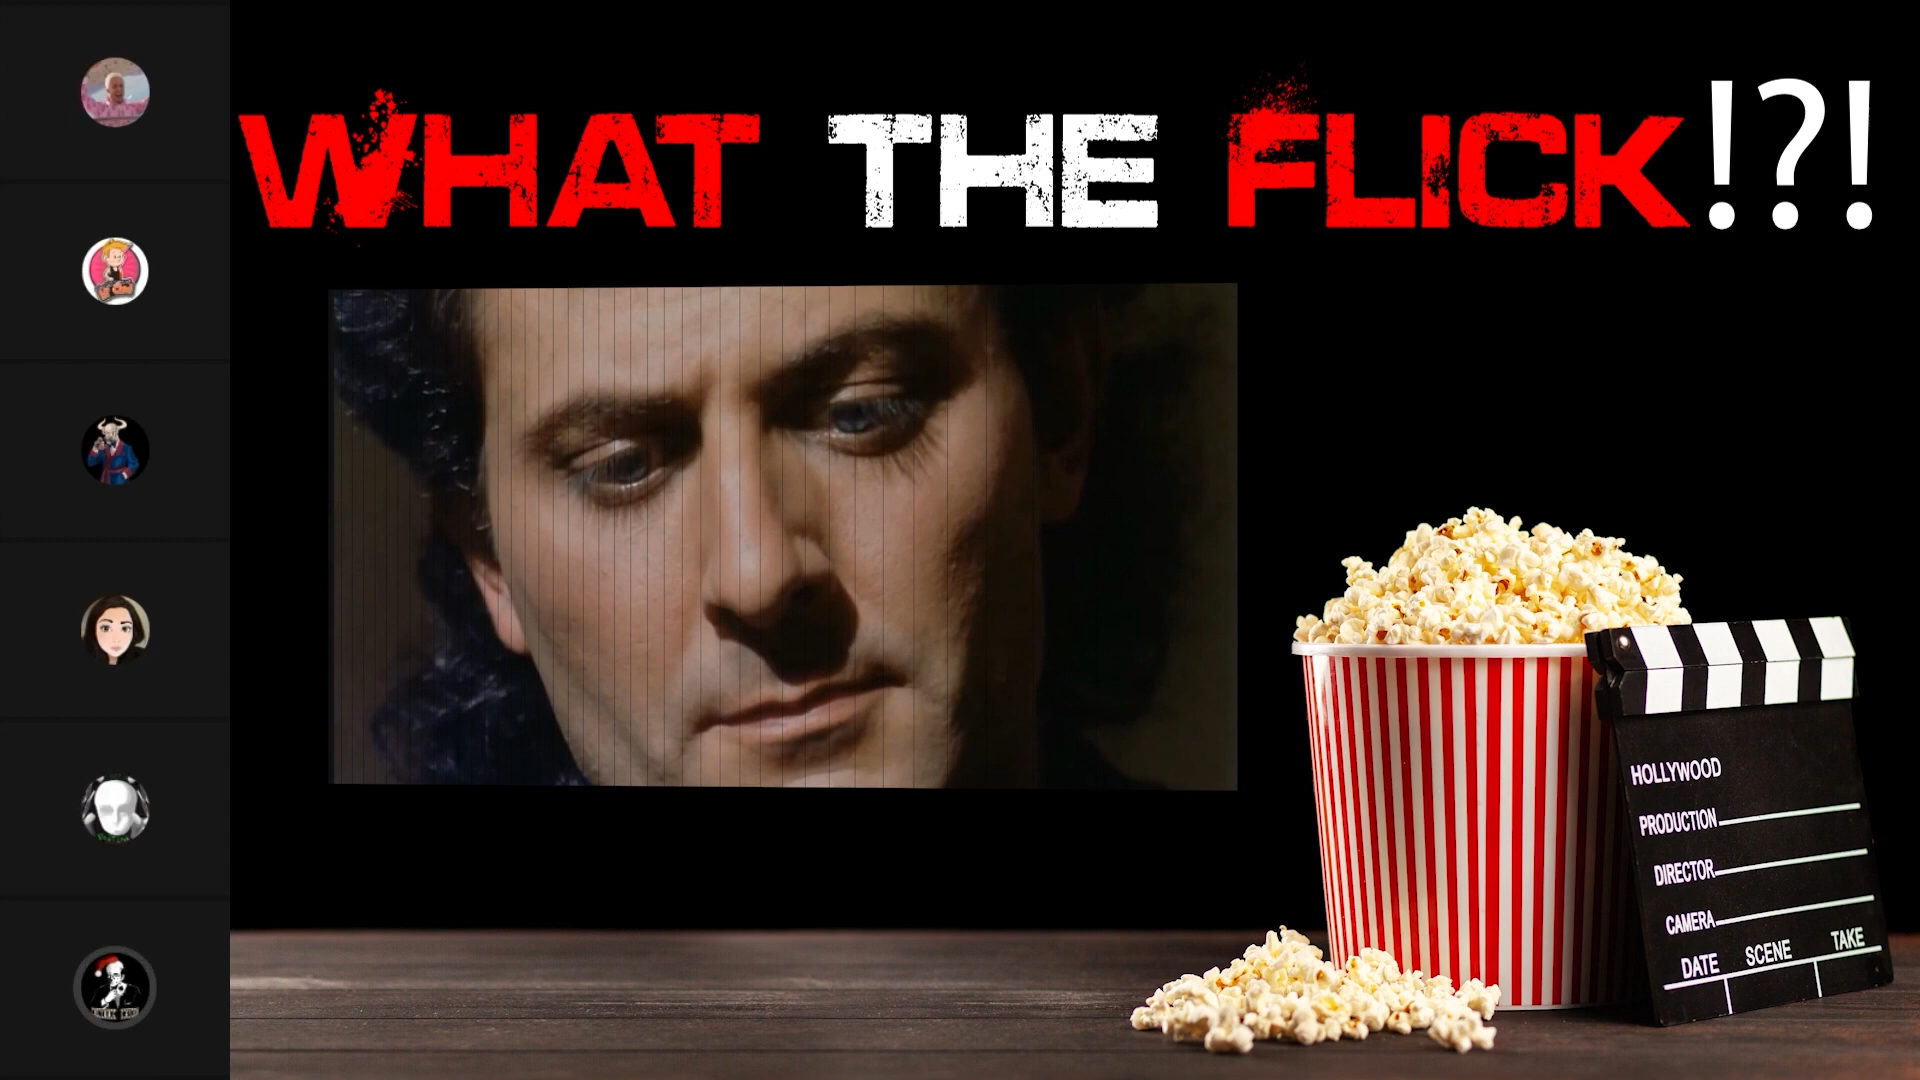 WHAT THE FLICK!?!
HOLLYWOOD
PRODUCTION
DIRECTOR
CAMERA
DATE SCENE TAKE